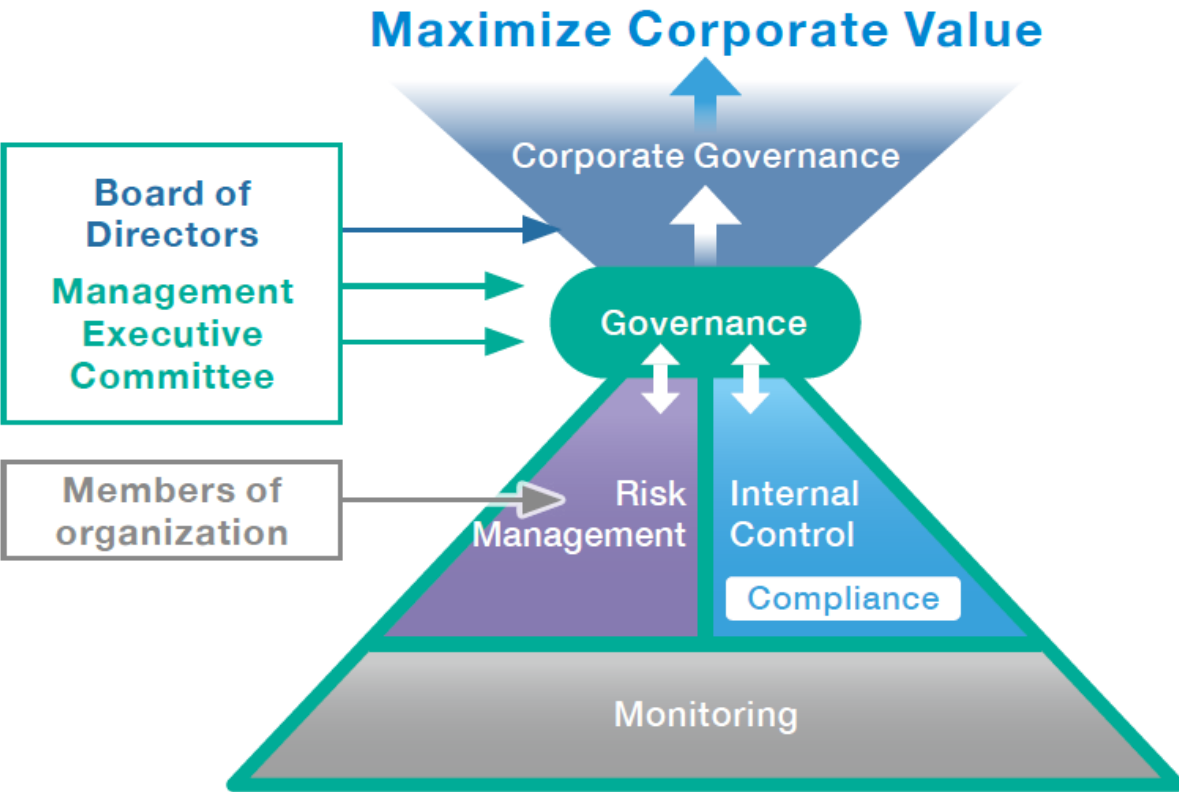 Maximize Corporate Value
Corporate Governance
Board of
Directors
Management
Executive
Committee
Governance
Members of
organization
Risk
Management
Internal
Control
Compliance
Monitoring